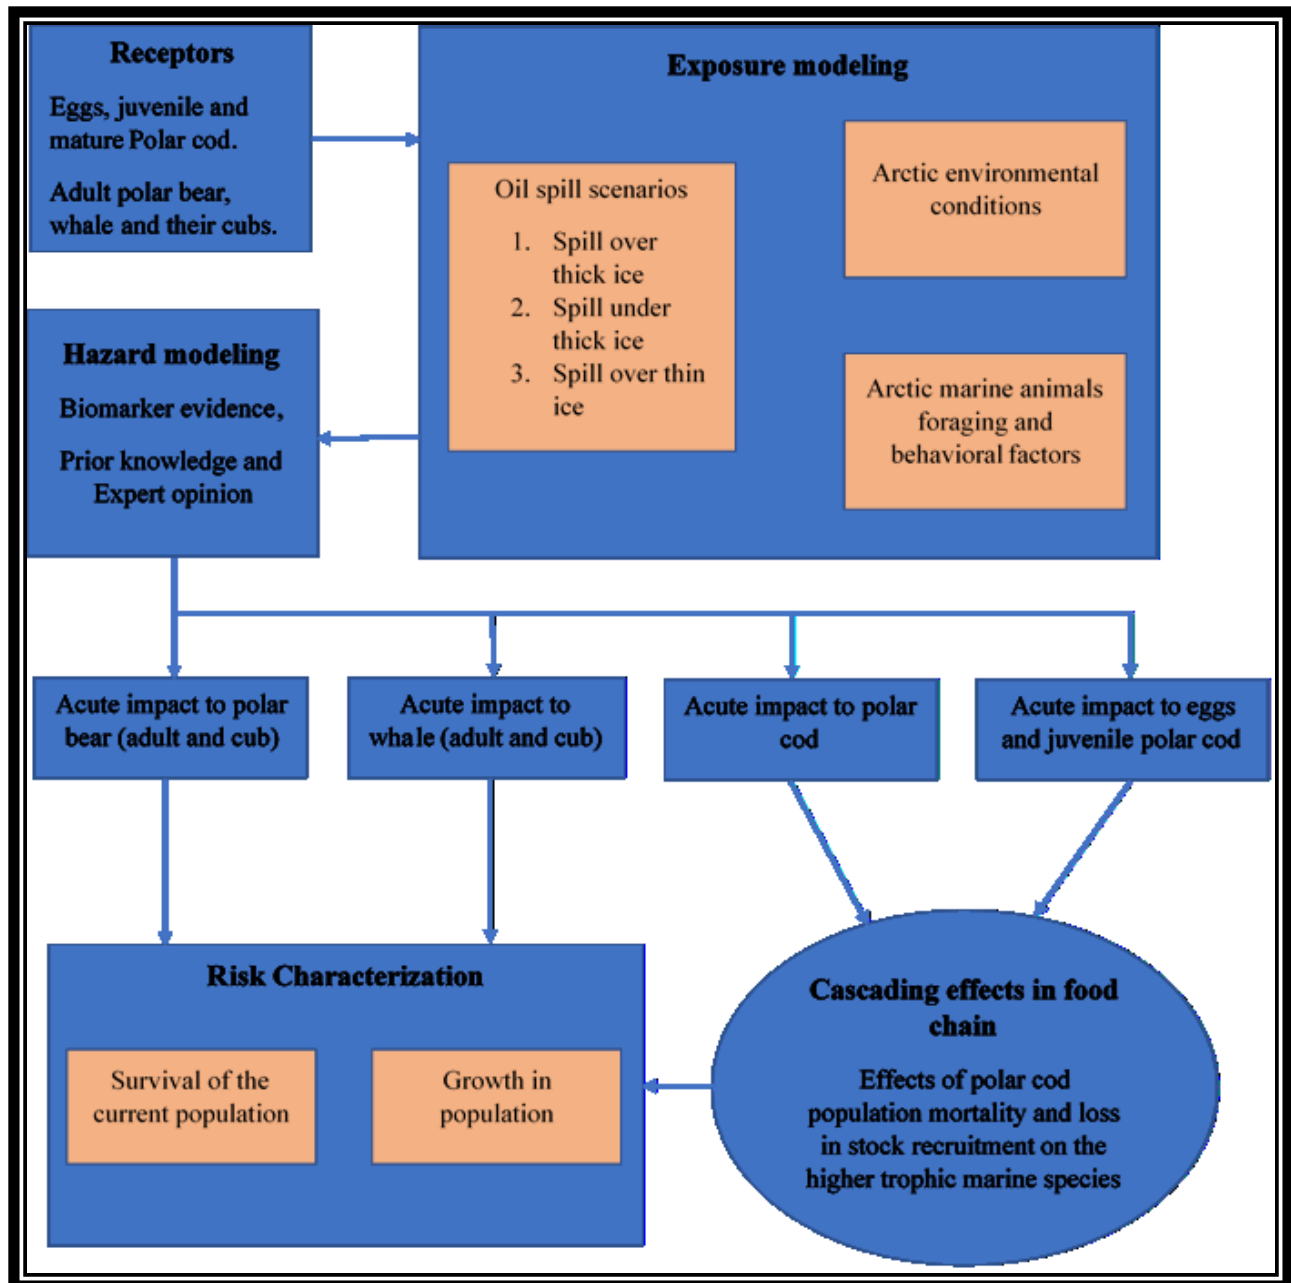 Receptors
Eggs, juvenile and
mature Polar cod.
Adult polar bear,
whale and their cubs.
Exposure modeling
Oil spill scenarios
1. Spill over
thick ice
2. Spill under
thick ice
3. Spill over thin
ice
Arctic environmental
conditions
Arctic marine animals
foraging and
behavioral factors
Hazard modeling
Biomarker evidence,
Prior knowledge and
Expert opinion
Acute impact to polar
bear (adult and cub)
Acute impact to
whale (adult and cub)
Acute impact to polar
cod
Acute impact to eggs
and juvenile polar cod
Risk Characterization
Survival of the
current population
Growth in
population
Cascading effects in food
chain
Effects of polar cod
population mortality and loss
in stock recruitment on the
higher trophic marine species